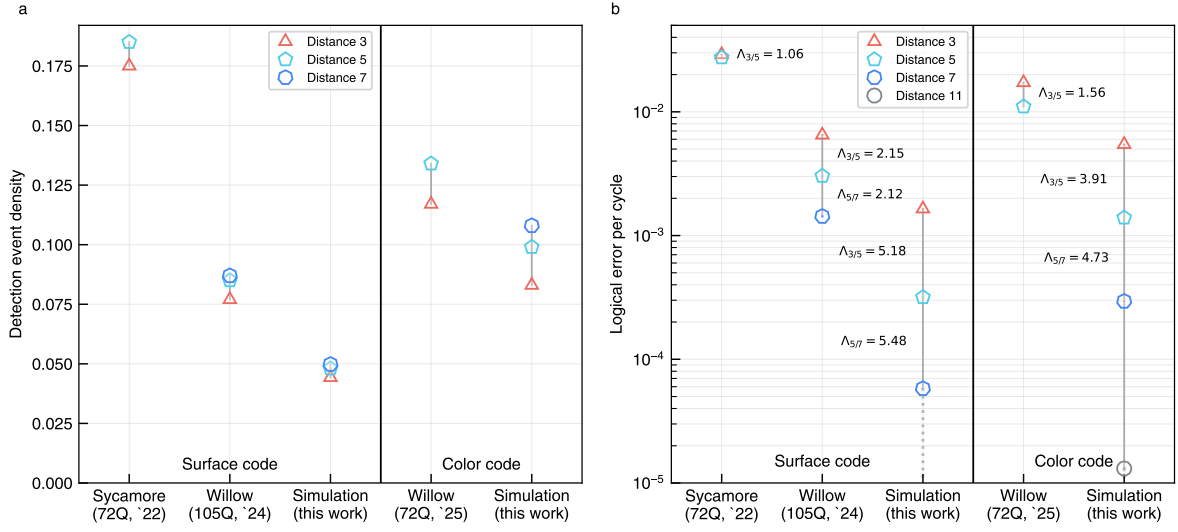 a
Detection event density
0.175
0.150
0.125
0.100
0.075
0.050
0.025
0.000
Distance 3
Distance 5
Distance 7
Surface code
Color code
Sycamore
(72Q, `22)
Willow
(105Q, `24)
Simulation
(this work)
Willow
(72Q, `25)
Simulation
(this work)
b
Logical error per cycle
10⁻²
10⁻³
10⁻⁴
10⁻⁵
Distance 3
Distance 5
Distance 7
Distance 11
Λ3/5 = 1.06
Λ3/5 = 2.15
Λ5/7 = 2.12
Λ3/5 = 5.18
Λ5/7 = 5.48
Λ3/5 = 1.56
Λ3/5 = 3.91
Λ5/7 = 4.73
Surface code
Color code
Sycamore
(72Q, `22)
Willow
(105Q, `24)
Simulation
(this work)
Willow
(72Q, `25)
Simulation
(this work)